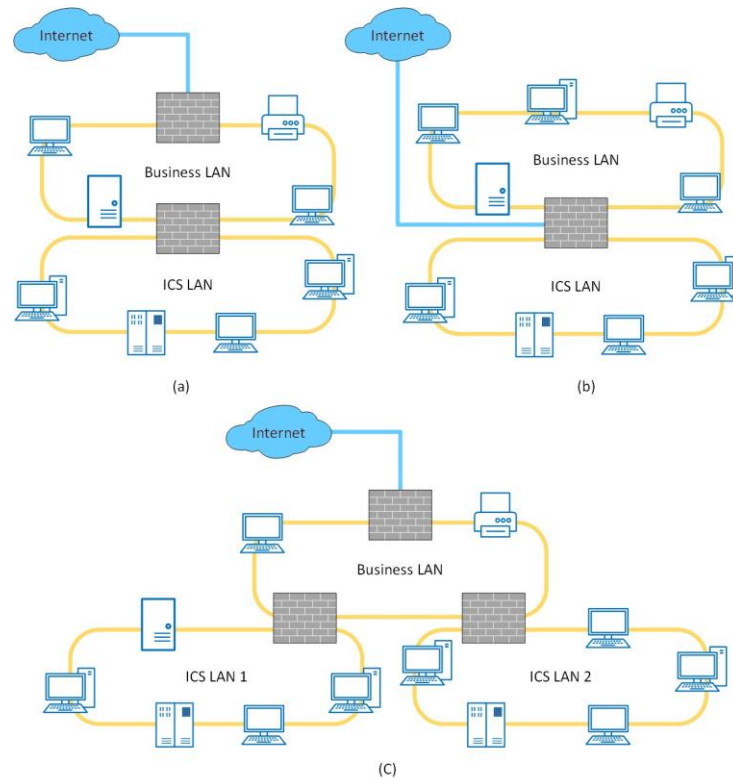 Internet
Internet
Business LAN
Business LAN
ICS LAN
ICS LAN
(a)
(b)
Internet
Business LAN
ICS LAN 1
ICS LAN 2
(C)